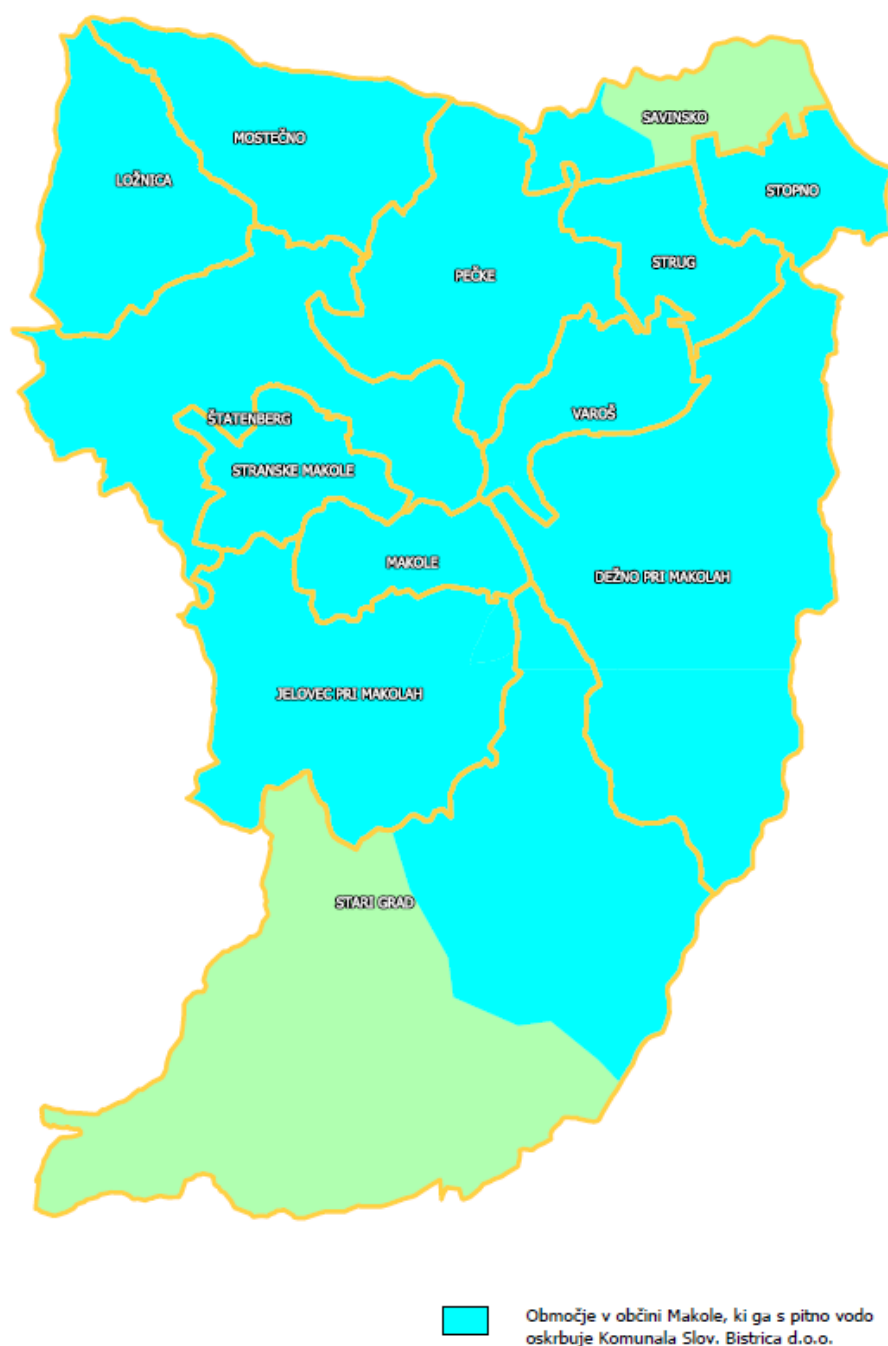 SAVINSKO
MOSTEČNO
LOŽNICA
STOPNO
STRUG
PEČKE
VAROŠ
ŠTATENBERG
STRANSKE MAKOLE
MAKOLE
DEŽNO PRI MAKOLAH
JELOVEC PRI MAKOLAH
STARI GRAD
Območje v občini Makole, ki ga s pitno vodo
oskrbuje Komunala Slov. Bistrica d.o.o.